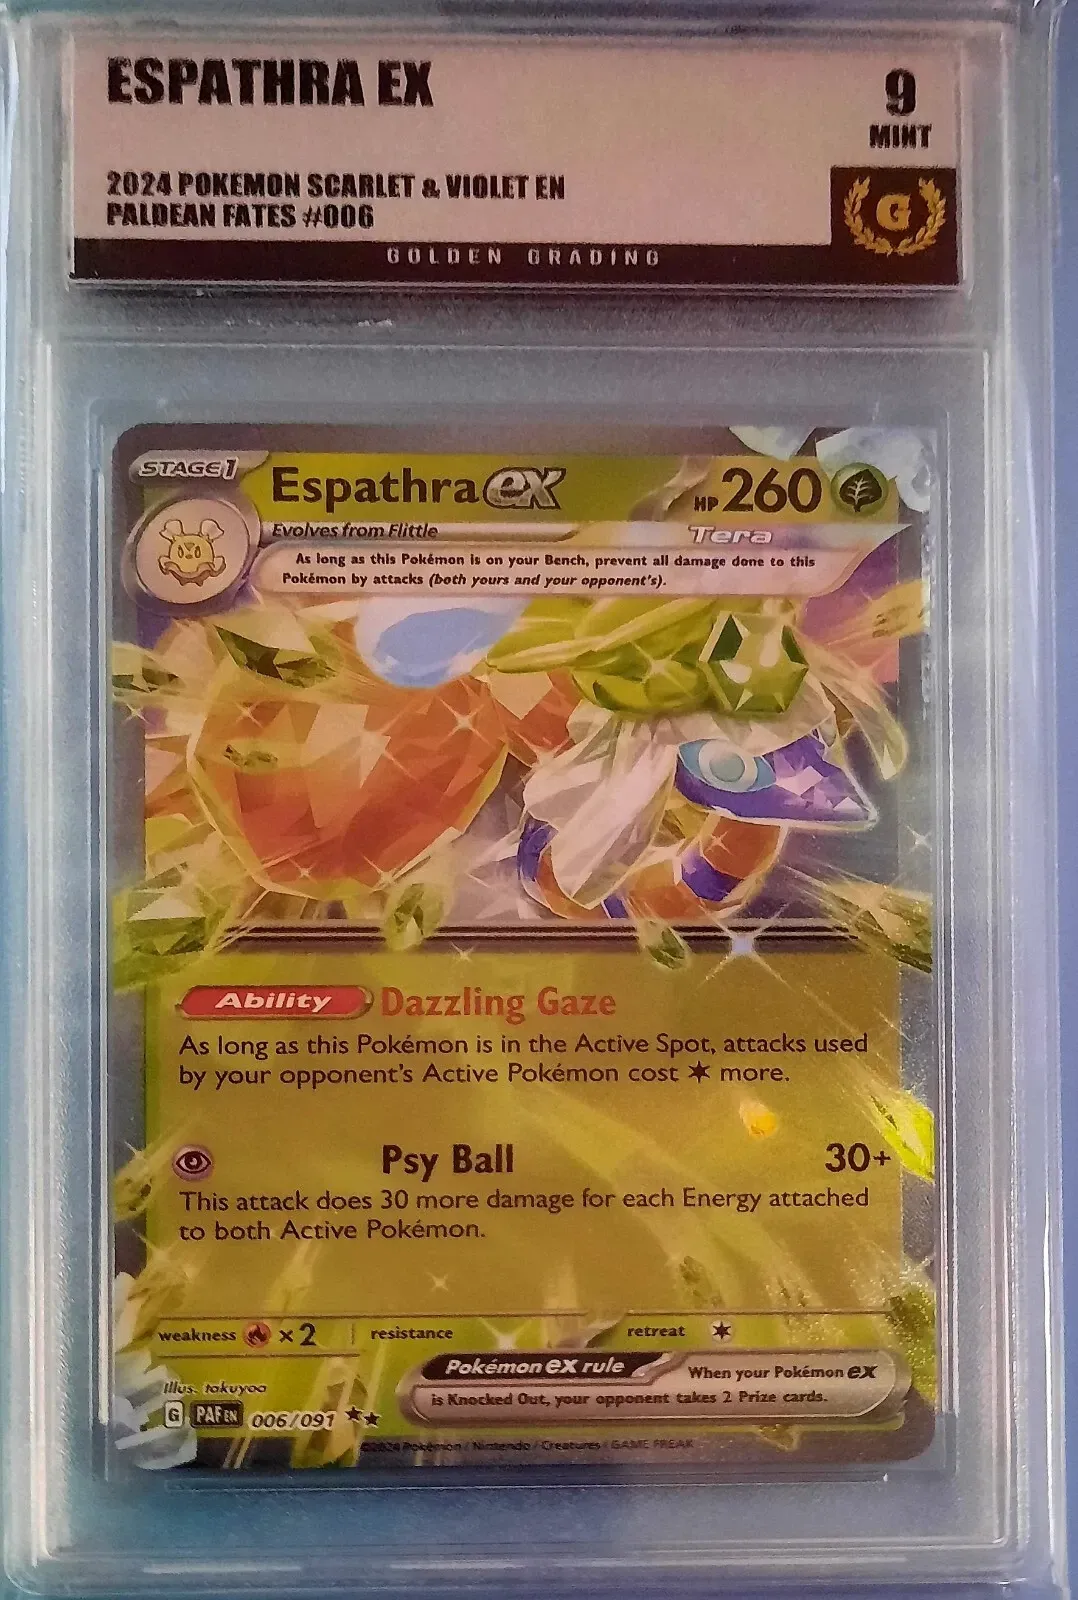 ESPATHRA EX
9
MINT
2024 POKEMON SCARLET & VIOLET EN
PALDEAN FATES #006
G
GOLDEN GRADING
STAGE 1
Espathra ex
HP 260
Evolves from Flittle
Tera
As long as this Pokémon is on your Bench, prevent all damage done to this
Pokémon by attacks (both yours and your opponent's).
Ability Dazzling Gaze
As long as this Pokémon is in the Active Spot, attacks used
by your opponent's Active Pokémon cost more.
Psy Ball 30+
This attack does 30 more damage for each Energy attached
to both Active Pokémon.
weakness ×2 resistance retreat
Pokémon ex rule When your Pokémon ex
is Knocked Out, your opponent takes 2 Prize cards.
Illus. takuyoa
G PAF EN 006/091
©2024 Pokémon / Nintendo / Creatures / GAME FREAK